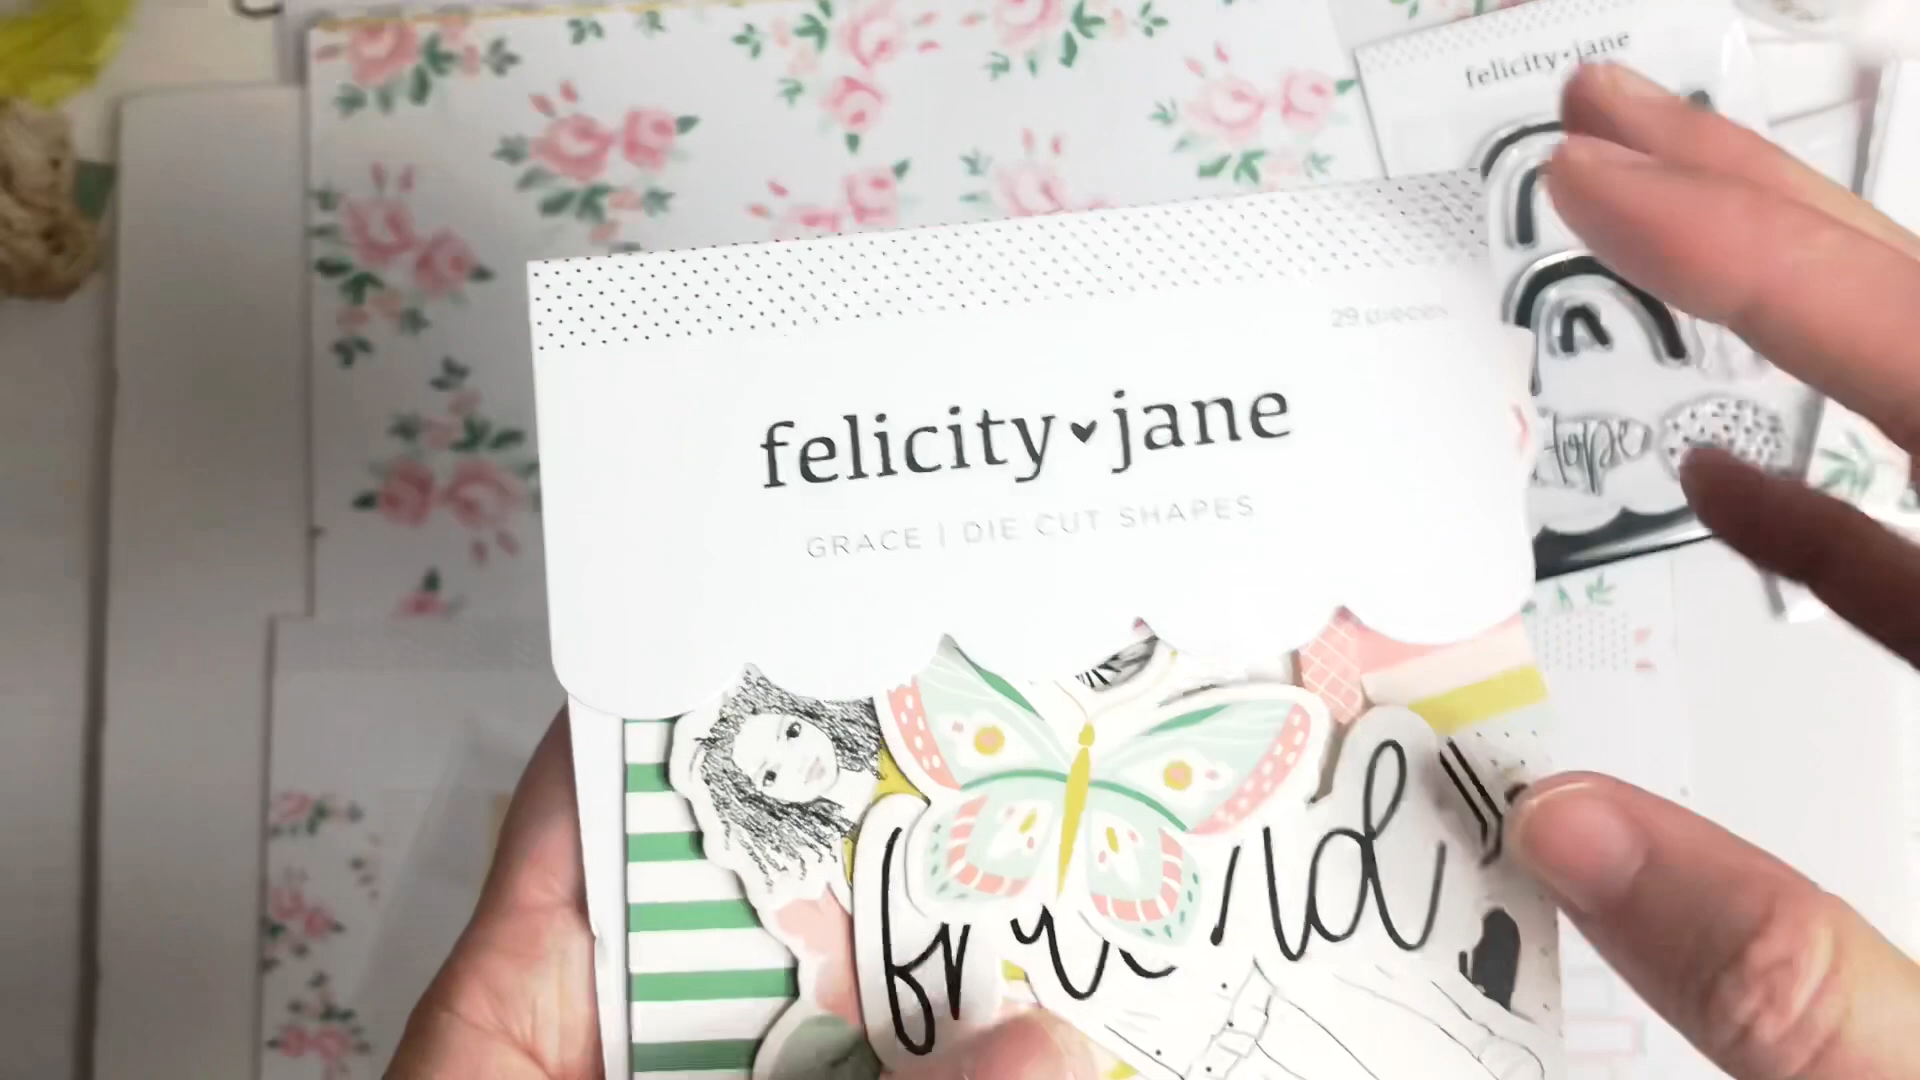 felicity♥jane
29 pieces
felicity♥jane
GRACE | DIE CUT SHAPES
hope